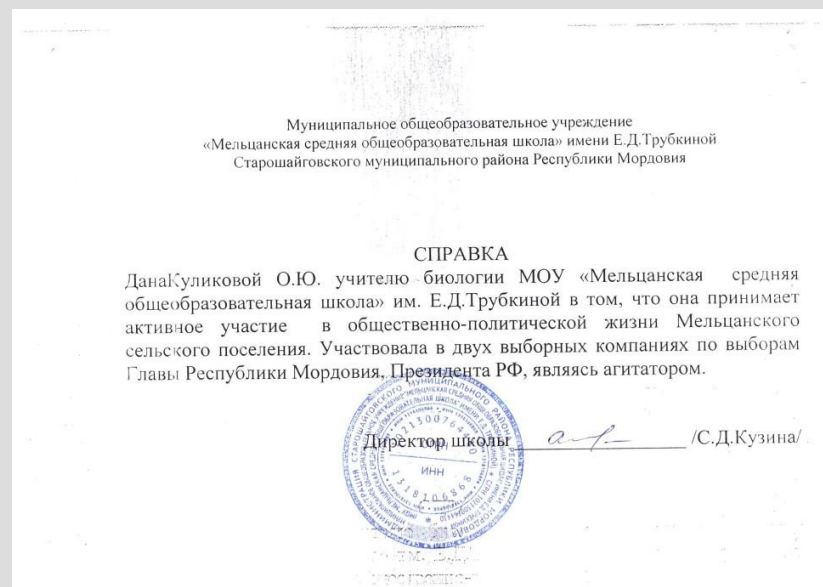 Муниципальное общеобразовательное учреждение
«Мельцанская средняя общеобразовательная школа» имени Е.Д.Трубкиной
Старошайговского муниципального района Республики Мордовия
СПРАВКА
ДанаКуликовой О.Ю. учителю биологии МОУ «Мельцанская средняя
общеобразовательная школа» им. Е.Д.Трубкиной в том, что она принимает
активное участие в общественно-политической жизни Мельцанского
сельского поселения. Участвовала в двух выборных компаниях по выборам
Главы Республики Мордовия, Президента РФ, являясь агитатором.
Директор школы /С.Д.Кузина/
ИНН
1318106868